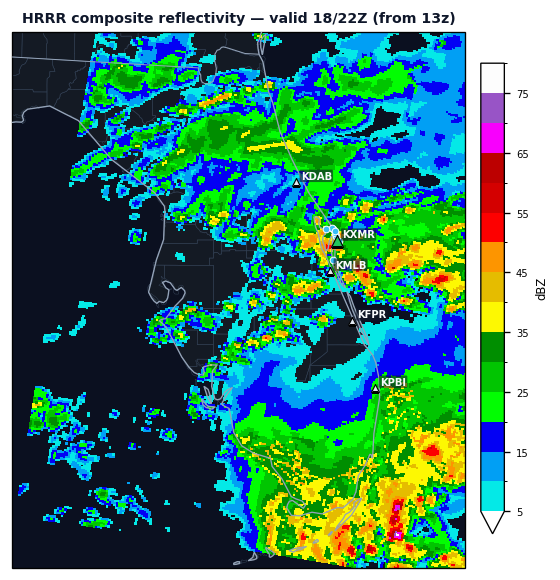 HRRR composite reflectivity — valid 18/22Z (from 13z)
KDAB
KXMR
KMLB
KFPR
KPBI
75
65
55
45
35
25
15
5
dBZ